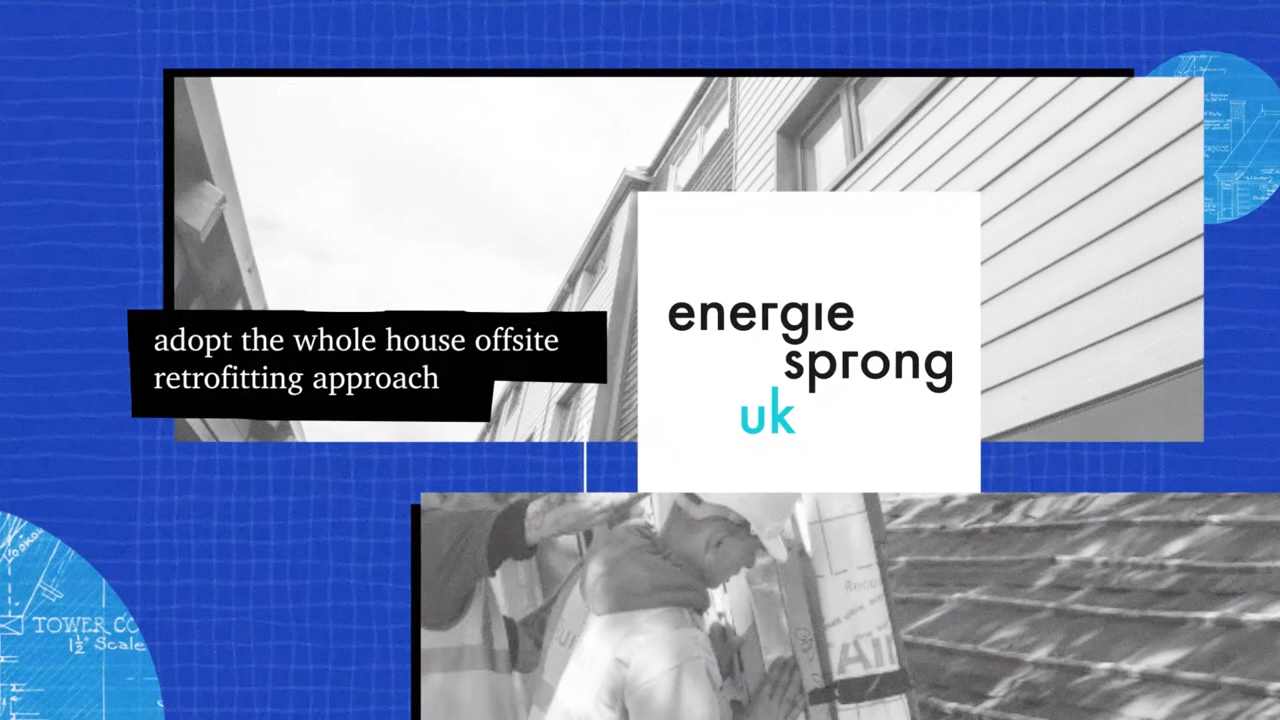 adopt the whole house offsite
retrofitting approach
energie
sprong
uk
TOWER CO
1½" Scale